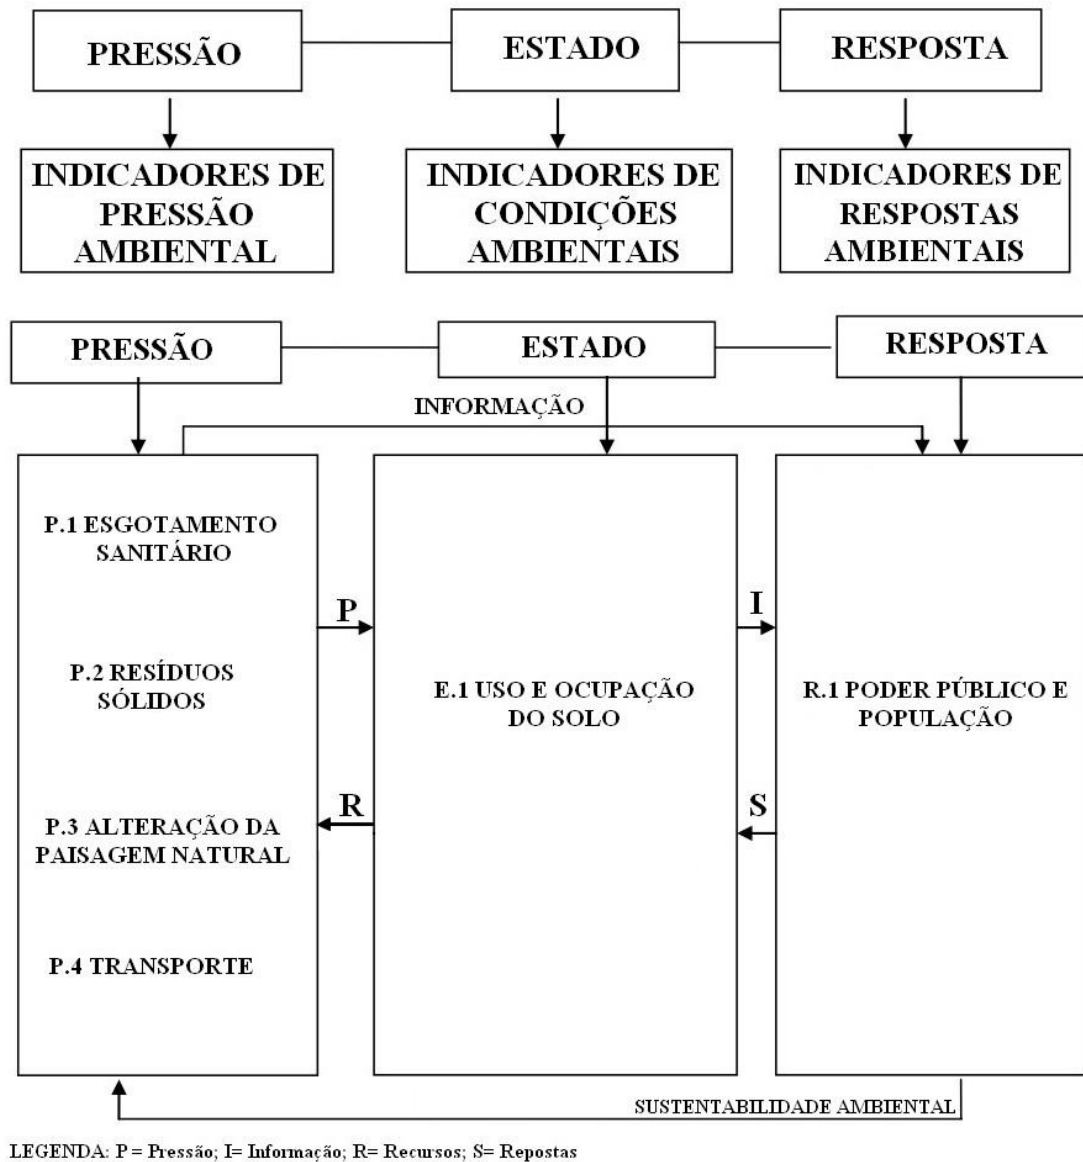 PRESSÃO
ESTADO
RESPOSTA
INDICADORES DE
PRESSÃO
AMBIENTAL
INDICADORES DE
CONDIÇÕES
AMBIENTAIS
INDICADORES DE
RESPOSTAS
AMBIENTAIS
PRESSÃO
ESTADO
RESPOSTA
INFORMAÇÃO
P.1 ESGOTAMENTO
SANITÁRIO
P.2 RESÍDUOS
SÓLIDOS
P.3 ALTERAÇÃO DA
PAISAGEM NATURAL
P.4 TRANSPORTE
P
R
E.1 USO E OCUPAÇÃO
DO SOLO
I
S
R.1 PODER PÚBLICO E
POPULAÇÃO
SUSTENTABILIDADE AMBIENTAL
LEGENDA: P = Pressão; I= Informação; R= Recursos; S= Repostas